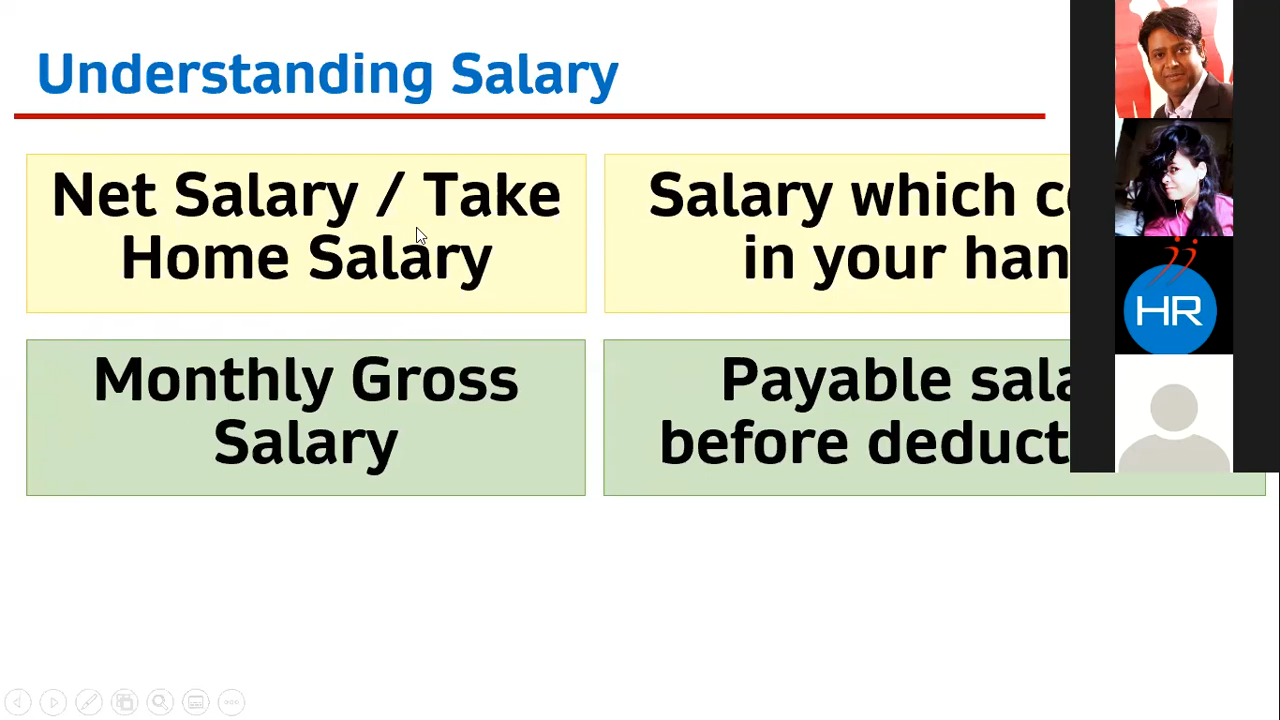 Understanding Salary
Net Salary / Take
Home Salary
Salary which
in your
Monthly Gross
Salary
Payable
before
HR